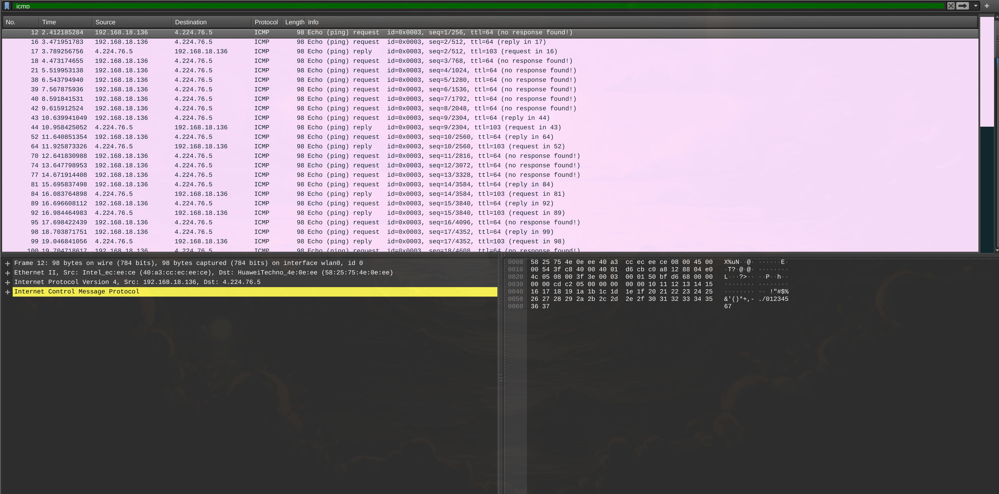 icmp
No. Time Source Destination Protocol Length Info
12 2.412185284 192.168.18.136 4.224.76.5 ICMP 98 Echo (ping) request id=0x0003, seq=1/256, ttl=64 (no response found!)
16 3.471951783 192.168.18.136 4.224.76.5 ICMP 98 Echo (ping) request id=0x0003, seq=2/512, ttl=64 (reply in 17)
17 3.789256756 4.224.76.5 192.168.18.136 ICMP 98 Echo (ping) reply id=0x0003, seq=2/512, ttl=103 (request in 16)
18 4.473174655 192.168.18.136 4.224.76.5 ICMP 98 Echo (ping) request id=0x0003, seq=3/768, ttl=64 (no response found!)
21 5.519953138 192.168.18.136 4.224.76.5 ICMP 98 Echo (ping) request id=0x0003, seq=4/1024, ttl=64 (no response found!)
38 6.543794940 192.168.18.136 4.224.76.5 ICMP 98 Echo (ping) request id=0x0003, seq=5/1280, ttl=64 (no response found!)
39 7.567875936 192.168.18.136 4.224.76.5 ICMP 98 Echo (ping) request id=0x0003, seq=6/1536, ttl=64 (no response found!)
40 8.591841531 192.168.18.136 4.224.76.5 ICMP 98 Echo (ping) request id=0x0003, seq=7/1792, ttl=64 (no response found!)
42 9.615912524 192.168.18.136 4.224.76.5 ICMP 98 Echo (ping) request id=0x0003, seq=8/2048, ttl=64 (no response found!)
43 10.639941049 192.168.18.136 4.224.76.5 ICMP 98 Echo (ping) request id=0x0003, seq=9/2304, ttl=64 (reply in 44)
44 10.958425052 4.224.76.5 192.168.18.136 ICMP 98 Echo (ping) reply id=0x0003, seq=9/2304, ttl=103 (request in 43)
52 11.640851354 192.168.18.136 4.224.76.5 ICMP 98 Echo (ping) request id=0x0003, seq=10/2560, ttl=64 (reply in 64)
64 11.925873326 4.224.76.5 192.168.18.136 ICMP 98 Echo (ping) reply id=0x0003, seq=10/2560, ttl=103 (request in 52)
70 12.641830988 192.168.18.136 4.224.76.5 ICMP 98 Echo (ping) request id=0x0003, seq=11/2816, ttl=64 (no response found!)
74 13.647798953 192.168.18.136 4.224.76.5 ICMP 98 Echo (ping) request id=0x0003, seq=12/3072, ttl=64 (no response found!)
77 14.671914408 192.168.18.136 4.224.76.5 ICMP 98 Echo (ping) request id=0x0003, seq=13/3328, ttl=64 (no response found!)
81 15.695837498 192.168.18.136 4.224.76.5 ICMP 98 Echo (ping) request id=0x0003, seq=14/3584, ttl=64 (reply in 84)
84 16.083764898 4.224.76.5 192.168.18.136 ICMP 98 Echo (ping) reply id=0x0003, seq=14/3584, ttl=103 (request in 81)
89 16.696608112 192.168.18.136 4.224.76.5 ICMP 98 Echo (ping) request id=0x0003, seq=15/3840, ttl=64 (reply in 92)
92 16.984464983 4.224.76.5 192.168.18.136 ICMP 98 Echo (ping) reply id=0x0003, seq=15/3840, ttl=103 (request in 89)
95 17.698422439 192.168.18.136 4.224.76.5 ICMP 98 Echo (ping) request id=0x0003, seq=16/4096, ttl=64 (no response found!)
98 18.703871751 192.168.18.136 4.224.76.5 ICMP 98 Echo (ping) request id=0x0003, seq=17/4352, ttl=64 (reply in 99)
99 19.046841056 4.224.76.5 192.168.18.136 ICMP 98 Echo (ping) reply id=0x0003, seq=17/4352, ttl=103 (request in 98)
100 19.704718617 192.168.18.136 4.224.76.5 ICMP 98 Echo (ping) request id=0x0003, seq=18/4608, ttl=64 (no response found!)
Frame 12: 98 bytes on wire (784 bits), 98 bytes captured (784 bits) on interface wlan0, id 0
Ethernet II, Src: Intel_ec:ee:ce (40:a3:cc:ec:ee:ce), Dst: HuaweiTechno_4e:0e:ee (58:25:75:4e:0e:ee)
Internet Protocol Version 4, Src: 192.168.18.136, Dst: 4.224.76.5
Internet Control Message Protocol
0000 58 25 75 4e 0e ee 40 a3 cc ec ee ce 08 00 45 00 X%uN··@· ······E·
0010 00 54 3f c8 40 00 40 01 d6 cb c0 a8 12 88 04 e0 ·T?·@·@· ········
0020 4c 05 08 00 3f 3e 00 03 00 01 50 bf d6 68 00 00 L···?>·· ··P··h··
0030 00 00 cd c2 05 00 00 00 00 00 10 11 12 13 14 15 ········ ········
0040 16 17 18 19 1a 1b 1c 1d 1e 1f 20 21 22 23 24 25 ········ ·· !"#$%
0050 26 27 28 29 2a 2b 2c 2d 2e 2f 30 31 32 33 34 35 &'()*+,- ./012345
0060 36 37 67